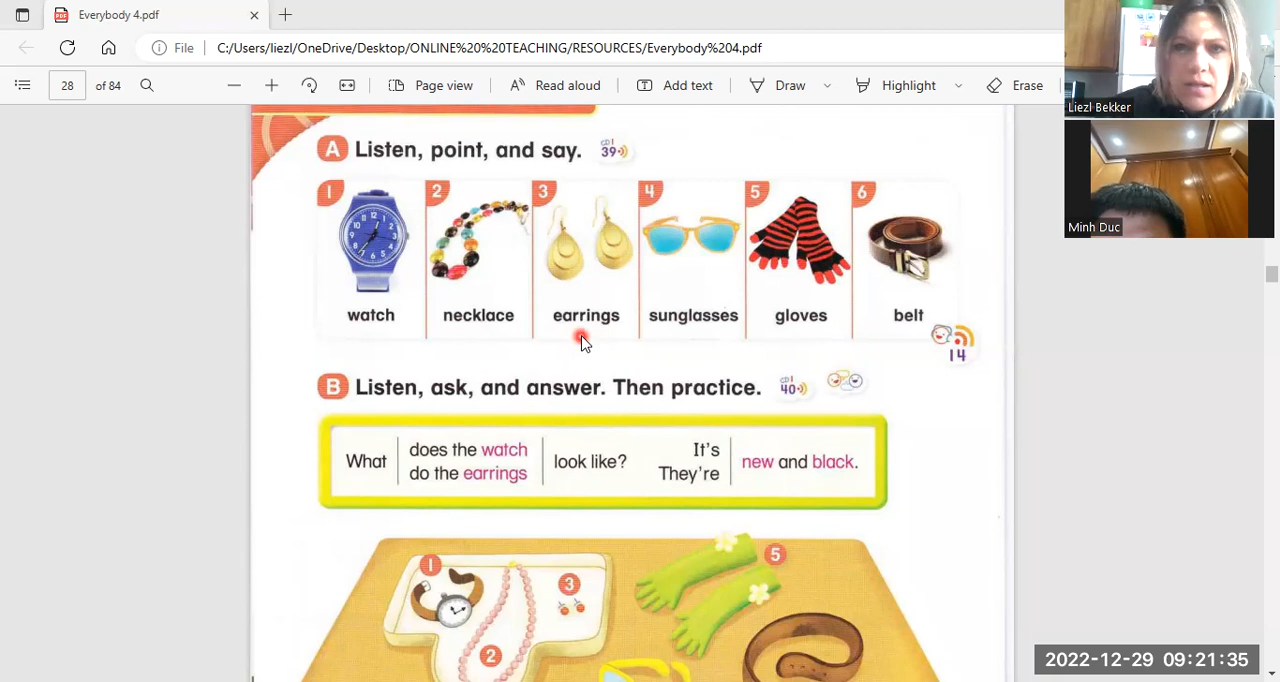 Everybody 4.pdf
File C:/Users/liezl/OneDrive/Desktop/ONLINE%20%20TEACHING/RESOURCES/Everybody%204.pdf
28 of 84 Page view Read aloud Add text Draw Highlight Erase
Liezl Bekker
Minh Duc
A Listen, point, and say. CD1 39
1 2 3 4 5 6
watch necklace earrings sunglasses gloves belt
14
B Listen, ask, and answer. Then practice. CD1 40
What does the watch look like? It's new and black.
do the earrings They're
1 2 3 5
2022-12-29 09:21:35